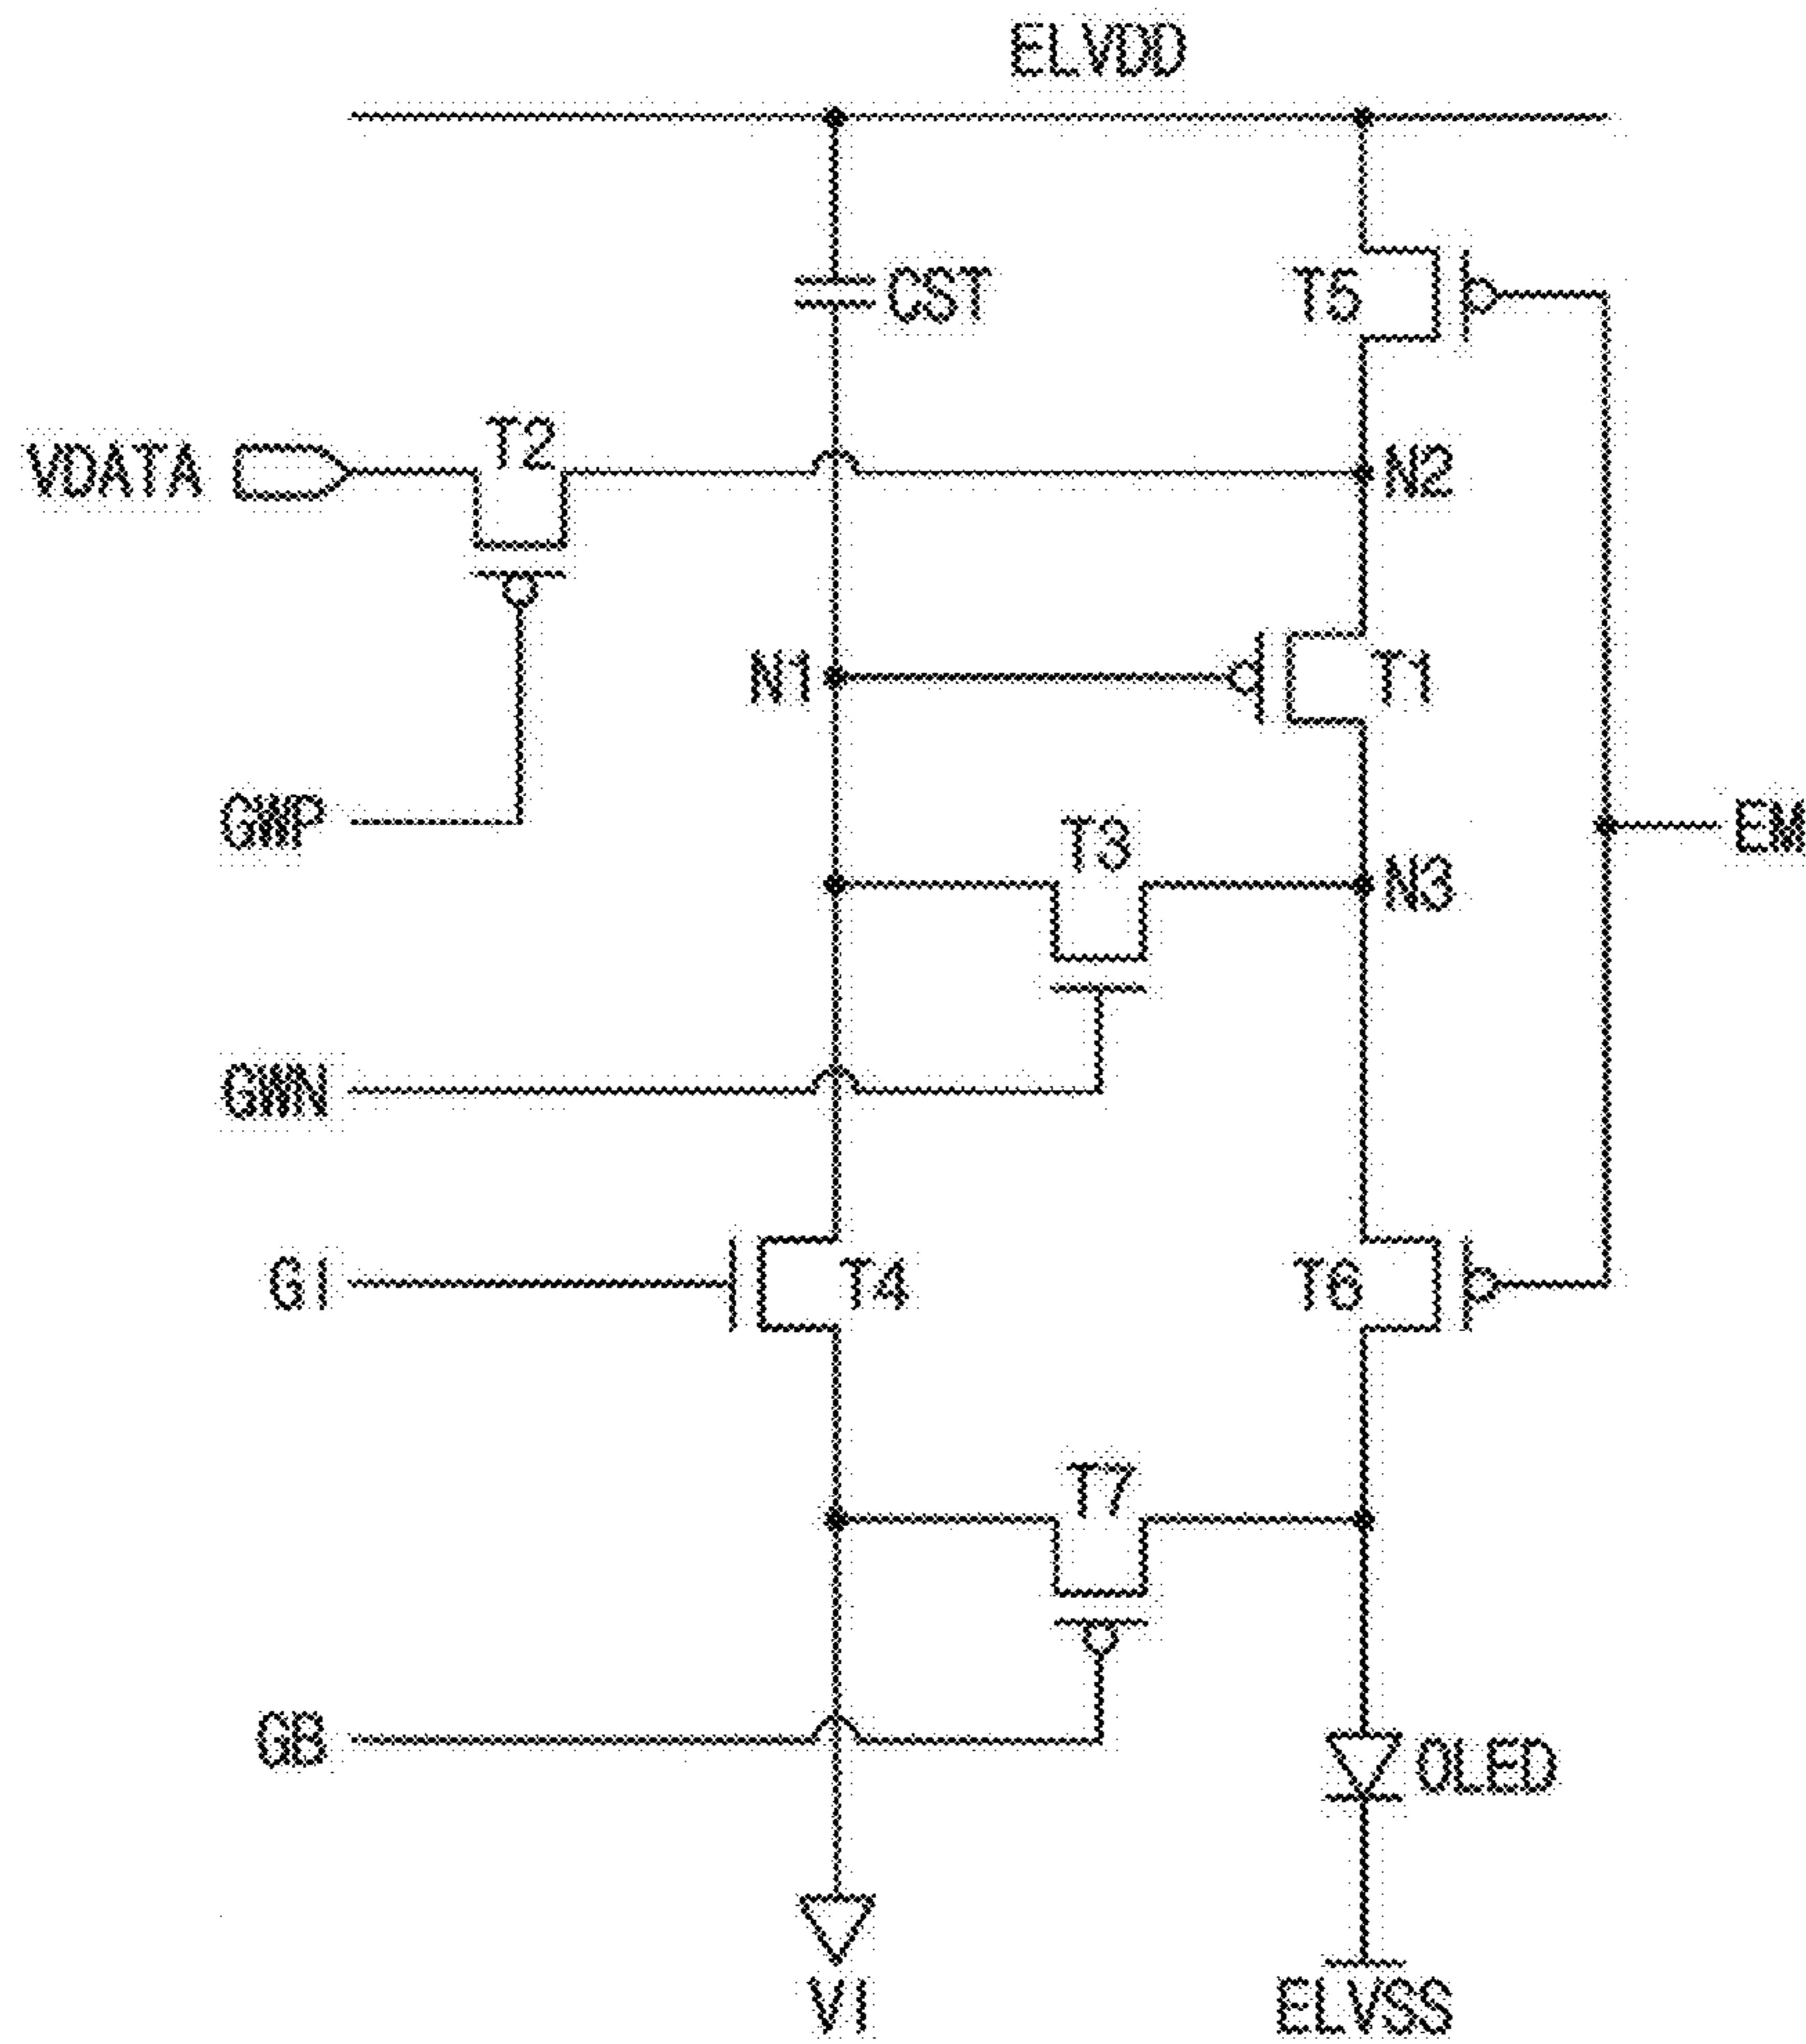 ELVDD
CST
T5
T2
VDATA
N2
N1
T1
GWP
T3
EM
N3
GWN
GI
T4
T6
T7
GB
OLED
VI
ELVSS